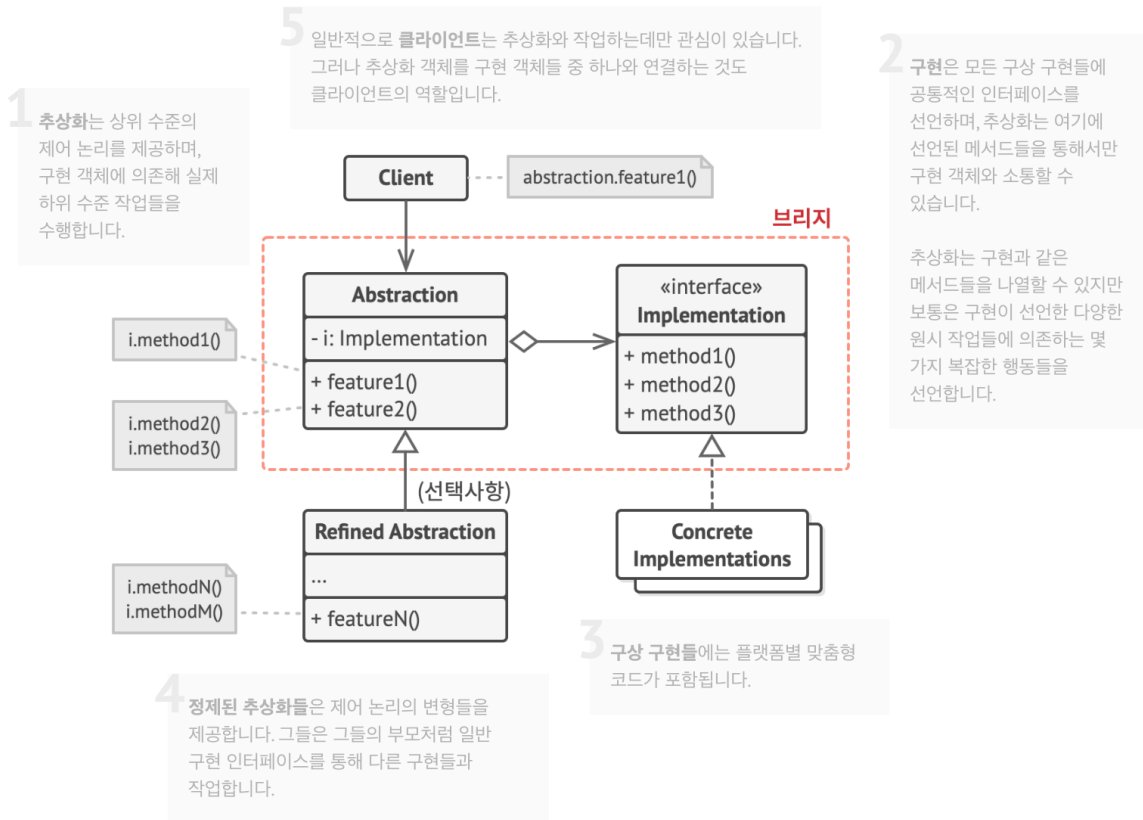 5
일반적으로 클라이언트는 추상화와 작업하는데만 관심이 있습니다.
그러나 추상화 객체를 구현 객체들 중 하나와 연결하는 것도
클라이언트의 역할입니다.
1
추상화는 상위 수준의
제어 논리를 제공하며,
구현 객체에 의존해 실제
하위 수준 작업들을
수행합니다.
2
구현은 모든 구상 구현들에
공통적인 인터페이스를
선언하며, 추상화는 여기에
선언된 메서드들을 통해서만
구현 객체와 소통할 수
있습니다.
추상화는 구현과 같은
메서드들을 나열할 수 있지만
보통은 구현이 선언한 다양한
원시 작업들에 의존하는 몇
가지 복잡한 행동들을
선언합니다.
Client
abstraction.feature1()
브리지
Abstraction
- i: Implementation
+ feature1()
+ feature2()
i.method1()
i.method2()
i.method3()
«interface»
Implementation
+ method1()
+ method2()
+ method3()
(선택사항)
Refined Abstraction
...
+ featureN()
i.methodN()
i.methodM()
Concrete
Implementations
3
구상 구현들에는 플랫폼별 맞춤형
코드가 포함됩니다.
4
정제된 추상화들은 제어 논리의 변형들을
제공합니다. 그들은 그들의 부모처럼 일반
구현 인터페이스를 통해 다른 구현들과
작업합니다.